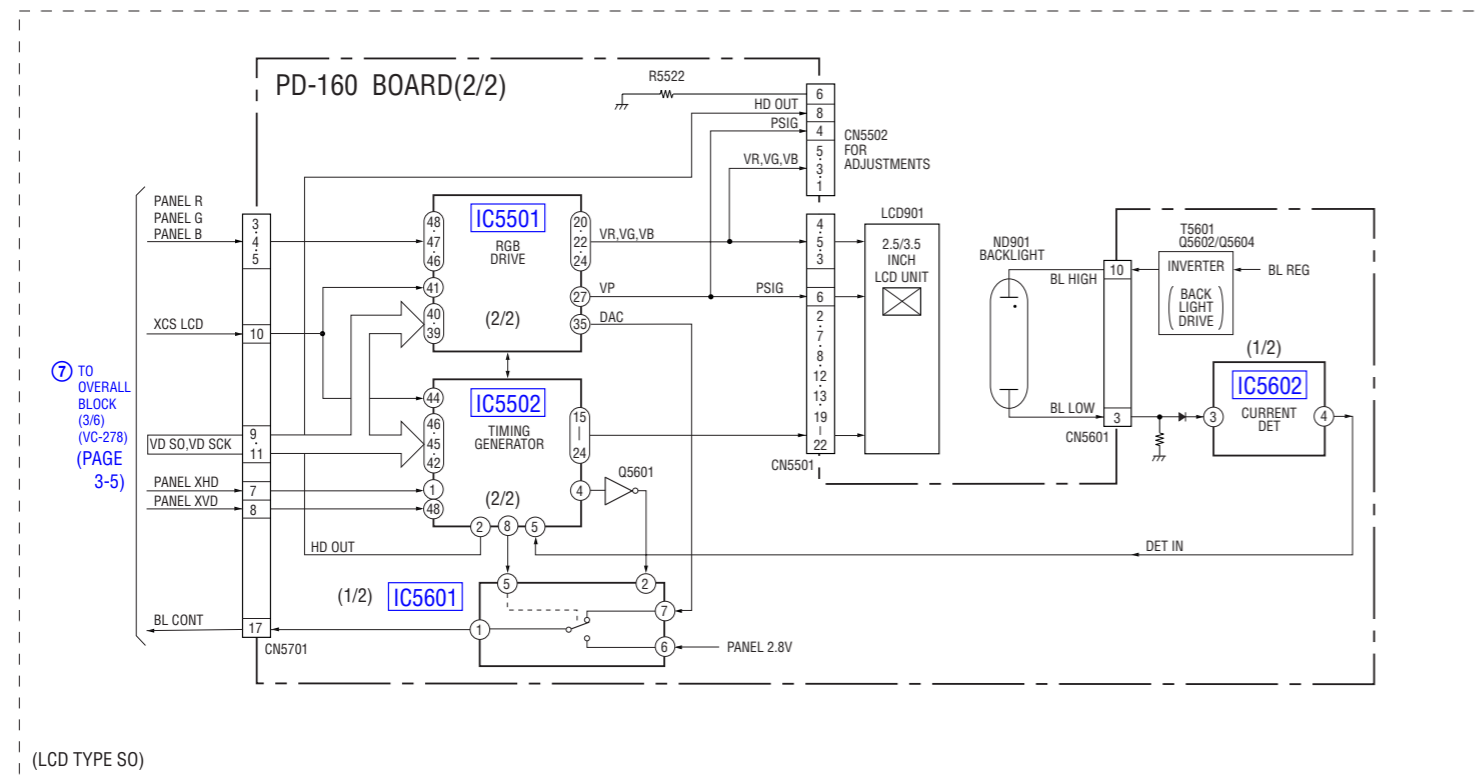 PD-160 BOARD(2/2)
R5522
6
HD OUT
8
PSIG
4
CN5502
FOR
ADJUSTMENTS
5
3
1
VR,VG,VB
PANEL R
PANEL G
PANEL B
3
4
5
48
47
46
IC5501
RGB
DRIVE
20
22
24
VR,VG,VB
4
5
3
LCD901
2.5/3.5
INCH
LCD UNIT
ND901
BACKLIGHT
T5601
Q5602/Q5604
INVERTER
BACK
LIGHT
DRIVE
BL REG
10
BL HIGH
41
27
VP
PSIG
6
40
39
(2/2)
35
DAC
XCS LCD
10
2
7
8
12
13
19
22
CN5501
7 TO
OVERALL
BLOCK
(3/6)
(VC-278)
(PAGE
3-5)
44
IC5502
TIMING
GENERATOR
15
24
46
45
42
VD SO,VD SCK
9
11
BL LOW
3
CN5601
(1/2)
IC5602
CURRENT
DET
3
4
PANEL XHD
7
1
PANEL XVD
8
48
(2/2)
4
Q5601
2
8
5
HD OUT
DET IN
(1/2)
IC5601
5
2
7
1
6
PANEL 2.8V
BL CONT
17
CN5701
(LCD TYPE SO)